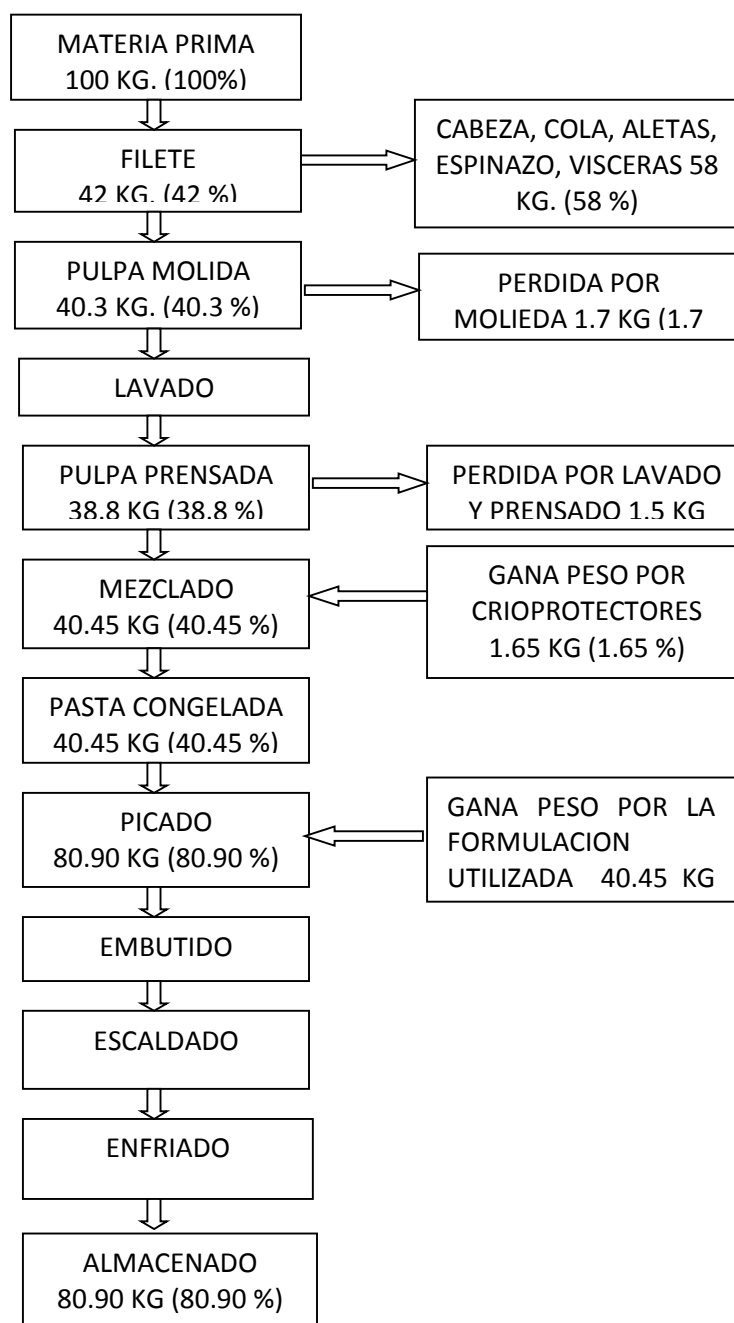 MATERIA PRIMA
100 KG. (100%)
FILETE
42 KG. (42 %)
CABEZA, COLA, ALETAS,
ESPINAZO, VISCERAS 58
KG. (58 %)
PULPA MOLIDA
40.3 KG. (40.3 %)
PERDIDA POR
MOLIEDA 1.7 KG (1.7
LAVADO
PULPA PRENSADA
38.8 KG (38.8 %)
PERDIDA POR LAVADO
Y PRENSADO 1.5 KG
MEZCLADO
40.45 KG (40.45 %)
GANA PESO POR
CRIOPROTECTORES
1.65 KG (1.65 %)
PASTA CONGELADA
40.45 KG (40.45 %)
PICADO
80.90 KG (80.90 %)
GANA PESO POR LA
FORMULACION
UTILIZADA 40.45 KG
EMBUTIDO
ESCALDADO
ENFRIADO
ALMACENADO
80.90 KG (80.90 %)